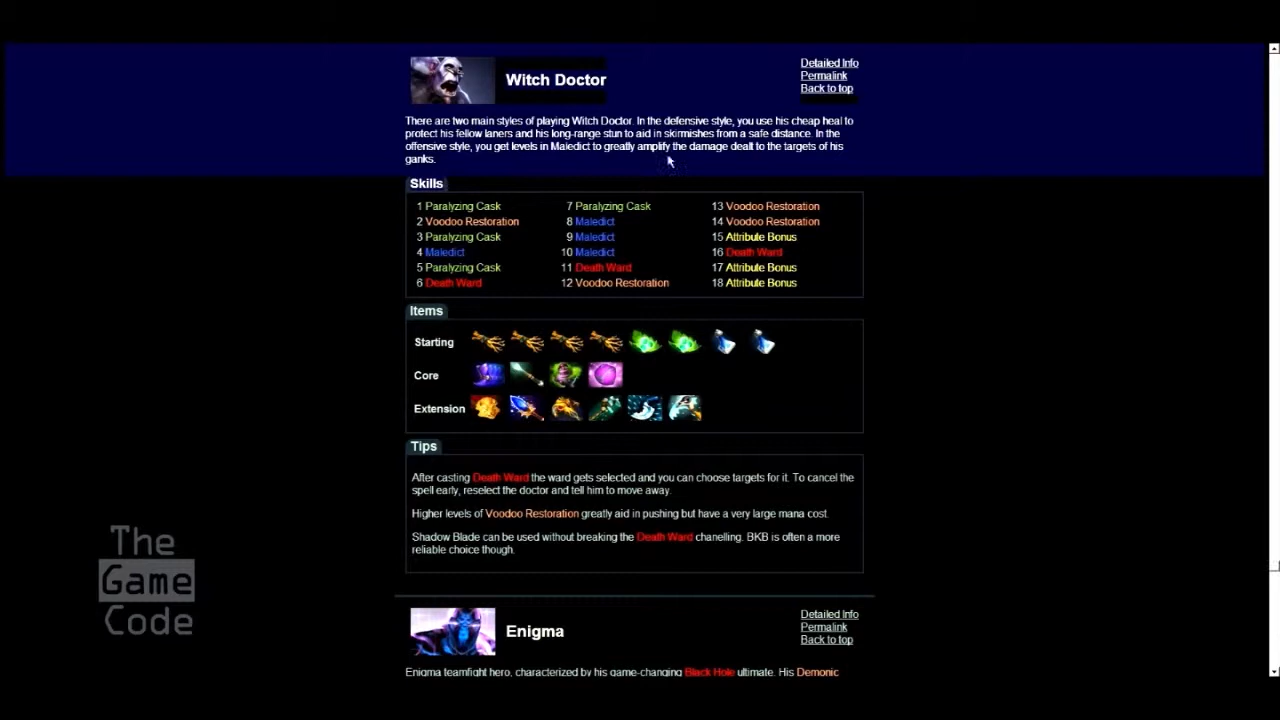 Witch Doctor
Detailed Info
Permalink
Back to top
There are two main styles of playing Witch Doctor. In the defensive style, you use his cheap heal to
protect his fellow laners and his long-range stun to aid in skirmishes from a safe distance. In the
offensive style, you get levels in Maledict to greatly amplify the damage dealt to the targets of his
ganks.
Skills
1 Paralyzing Cask
2 Voodoo Restoration
3 Paralyzing Cask
4 Maledict
5 Paralyzing Cask
6 Death Ward
7 Paralyzing Cask
8 Maledict
9 Maledict
10 Maledict
11 Death Ward
12 Voodoo Restoration
13 Voodoo Restoration
14 Voodoo Restoration
15 Attribute Bonus
16 Death Ward
17 Attribute Bonus
18 Attribute Bonus
Items
Starting
Core
Extension
Tips
After casting Death Ward the ward gets selected and you can choose targets for it. To cancel the
spell early, reselect the doctor and tell him to move away.
Higher levels of Voodoo Restoration greatly aid in pushing but have a very large mana cost.
Shadow Blade can be used without breaking the Death Ward chanelling. BKB is often a more
reliable choice though.
The
Game
Code
Enigma
Detailed Info
Permalink
Back to top
Enigma teamfight hero, characterized by his game-changing Black Hole ultimate. His Demonic